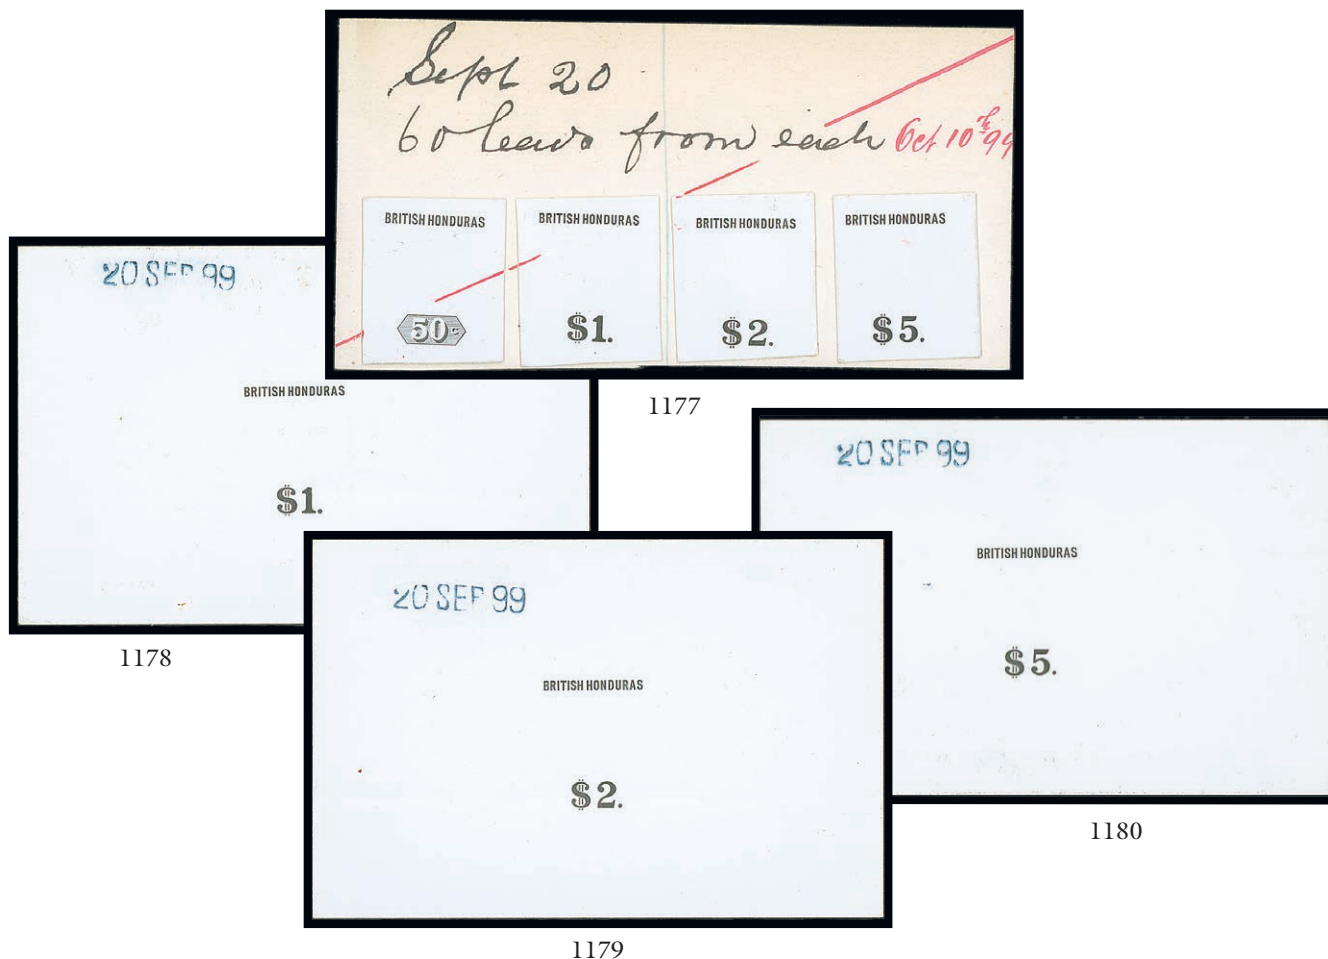 Sept 20
60 leads from each Oct 10th 99
BRITISH HONDURAS BRITISH HONDURAS BRITISH HONDURAS BRITISH HONDURAS
50c $1. $2. $5.
1177
20 SEP 99
BRITISH HONDURAS
$1.
1178
20 SEP 99
BRITISH HONDURAS
$2.
1179
20 SEP 99
BRITISH HONDURAS
$5.
1180